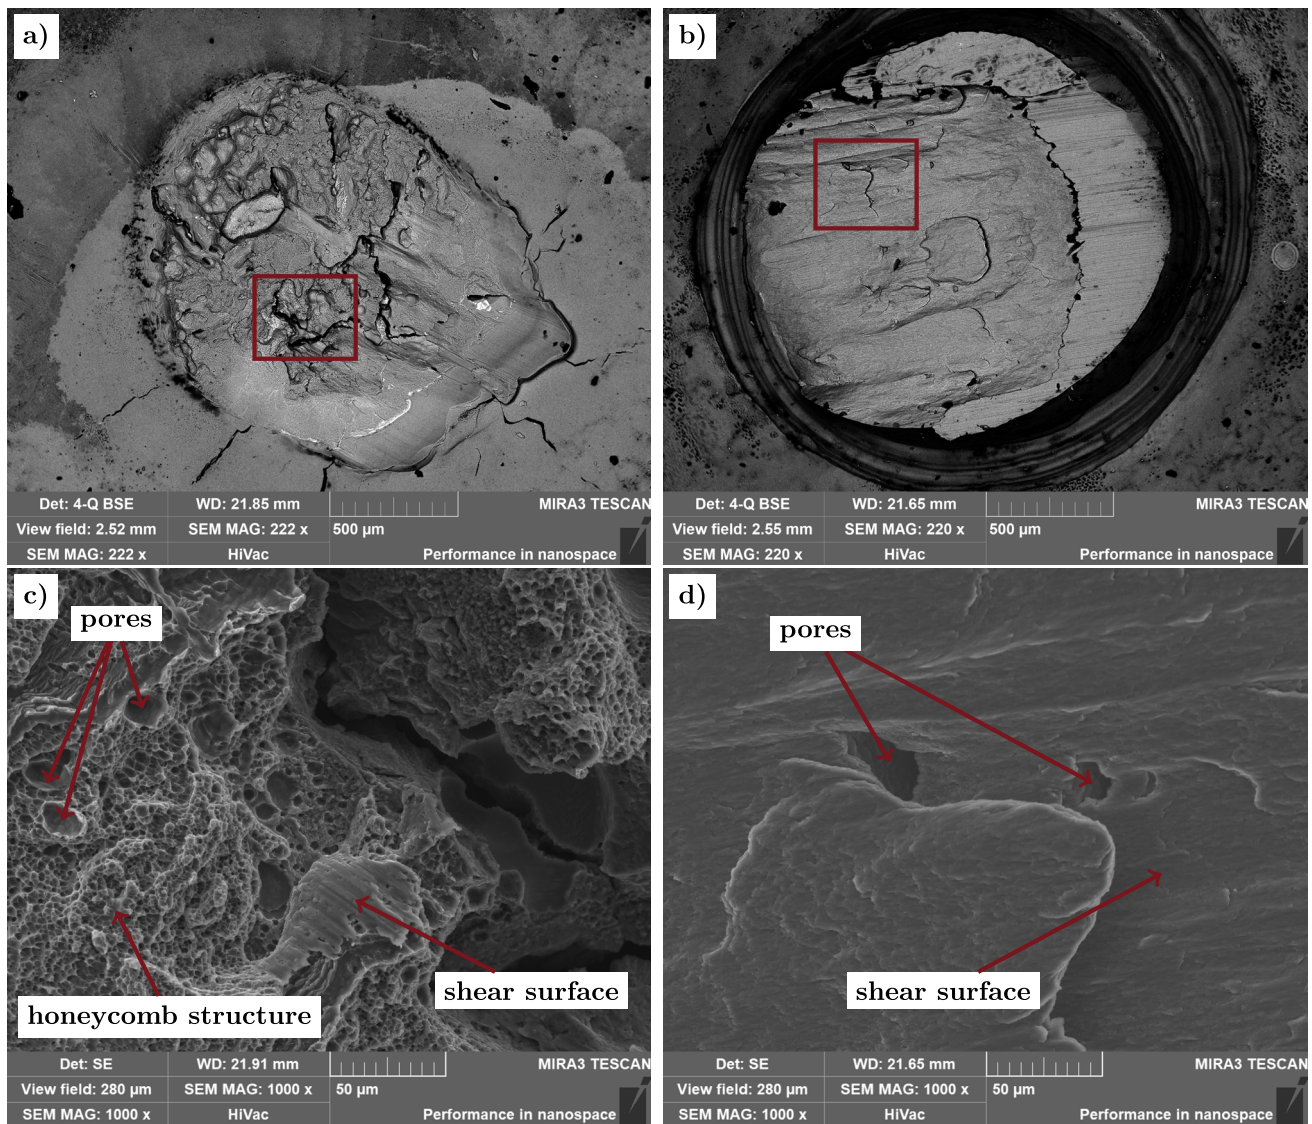 a)
Det: 4-Q BSE WD: 21.85 mm MIRA3 TESCAN
View field: 2.52 mm SEM MAG: 222 x 500 µm
SEM MAG: 222 x HiVac Performance in nanospace
b)
Det: 4-Q BSE WD: 21.65 mm MIRA3 TESCAN
View field: 2.55 mm SEM MAG: 220 x 500 µm
SEM MAG: 220 x HiVac Performance in nanospace
c)
pores
shear surface
honeycomb structure
Det: SE WD: 21.91 mm MIRA3 TESCAN
View field: 280 µm SEM MAG: 1000 x 50 µm
SEM MAG: 1000 x HiVac Performance in nanospace
d)
pores
shear surface
Det: SE WD: 21.65 mm MIRA3 TESCAN
View field: 280 µm SEM MAG: 1000 x 50 µm
SEM MAG: 1000 x HiVac Performance in nanospace